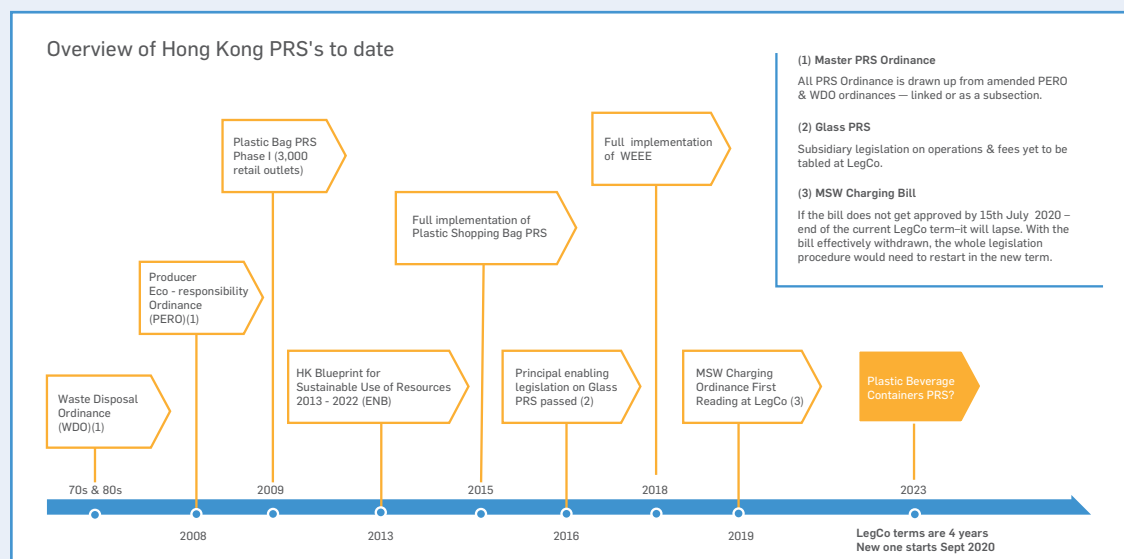 Overview of Hong Kong PRS's to date
(1) Master PRS Ordinance
All PRS Ordinance is drawn up from amended PERO
& WDO ordinances — linked or as a subsection.
(2) Glass PRS
Subsidiary legislation on operations & fees yet to be
tabled at LegCo.
(3) MSW Charging Bill
If the bill does not get approved by 15th July 2020 –
end of the current LegCo term–it will lapse. With the
bill effectively withdrawn, the whole legislation
procedure would need to restart in the new term.
Waste Disposal
Ordinance
(WDO)(1)
70s & 80s
Producer
Eco - responsibility
Ordinance
(PERO)(1)
2008
Plastic Bag PRS
Phase I (3,000
retail outlets)
2009
HK Blueprint for
Sustainable Use of Resources
2013 - 2022 (ENB)
2013
Full implementation of
Plastic Shopping Bag PRS
2015
Principal enabling
legislation on Glass
PRS passed (2)
2016
Full implementation
of WEEE
2018
MSW Charging
Ordinance First
Reading at LegCo (3)
2019
Plastic Beverage
Containers PRS?
2023
LegCo terms are 4 years
New one starts Sept 2020